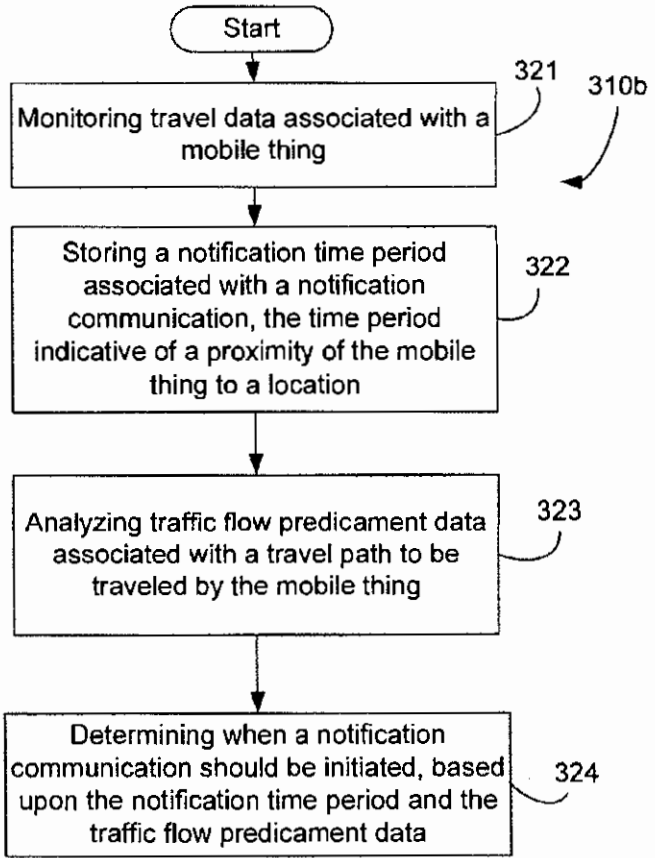 Start
321
310b
Monitoring travel data associated with a
mobile thing
Storing a notification time period
associated with a notification
communication, the time period
indicative of a proximity of the mobile
thing to a location
322
Analyzing traffic flow predicament data
associated with a travel path to be
traveled by the mobile thing
323
Determining when a notification
communication should be initiated, based
upon the notification time period and the
traffic flow predicament data
324